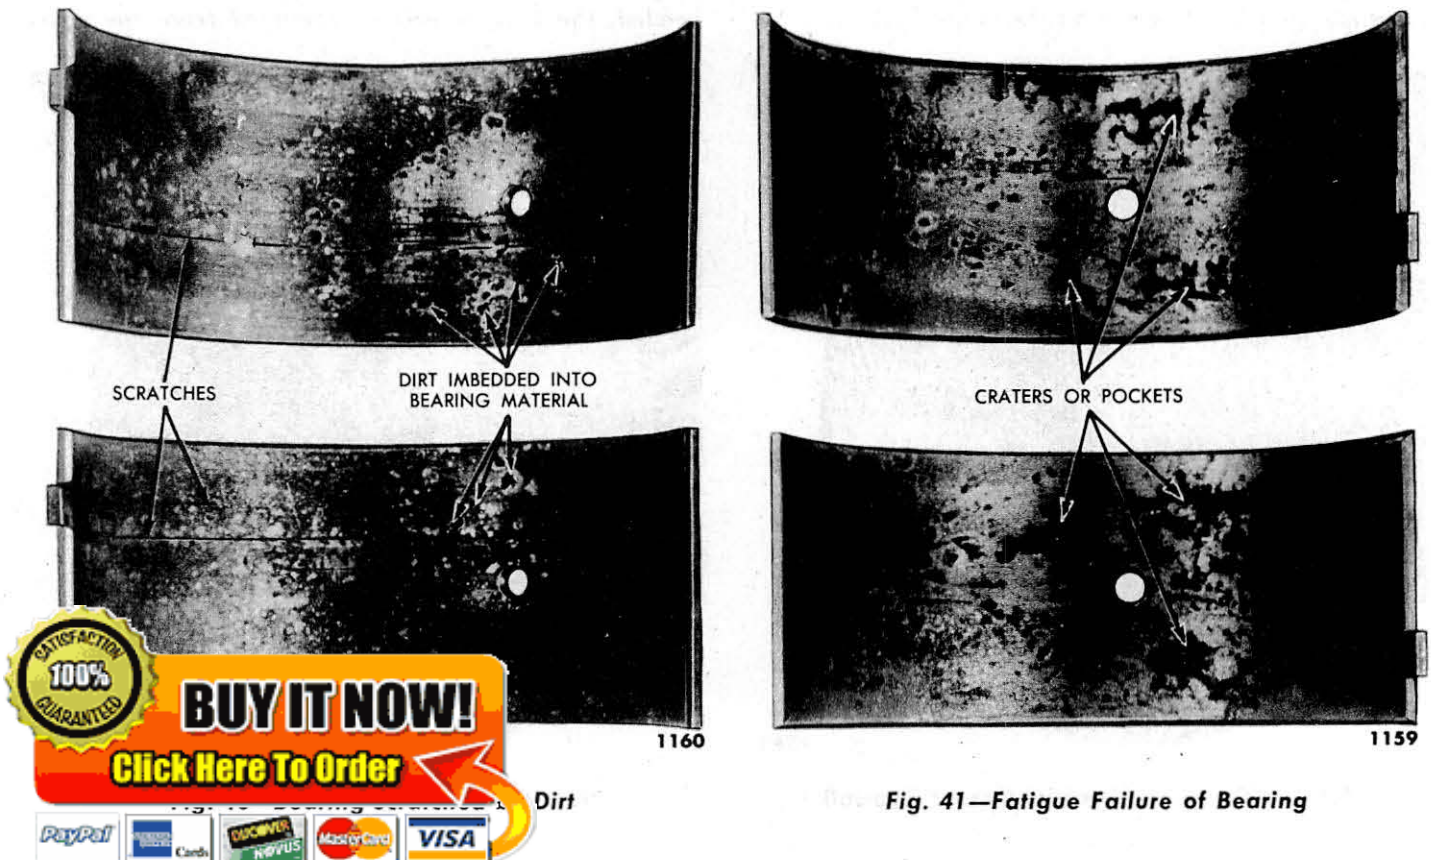 SCRATCHES
DIRT IMBEDDED INTO
BEARING MATERIAL
CRATERS OR POCKETS
1160
1159
Dirt
Fig. 41—Fatigue Failure of Bearing
SATISFACTION
100%
GUARANTEED
BUY IT NOW!
Click Here To Order
PayPal
Cards
DISCOVER
NOVUS
MasterCard
VISA